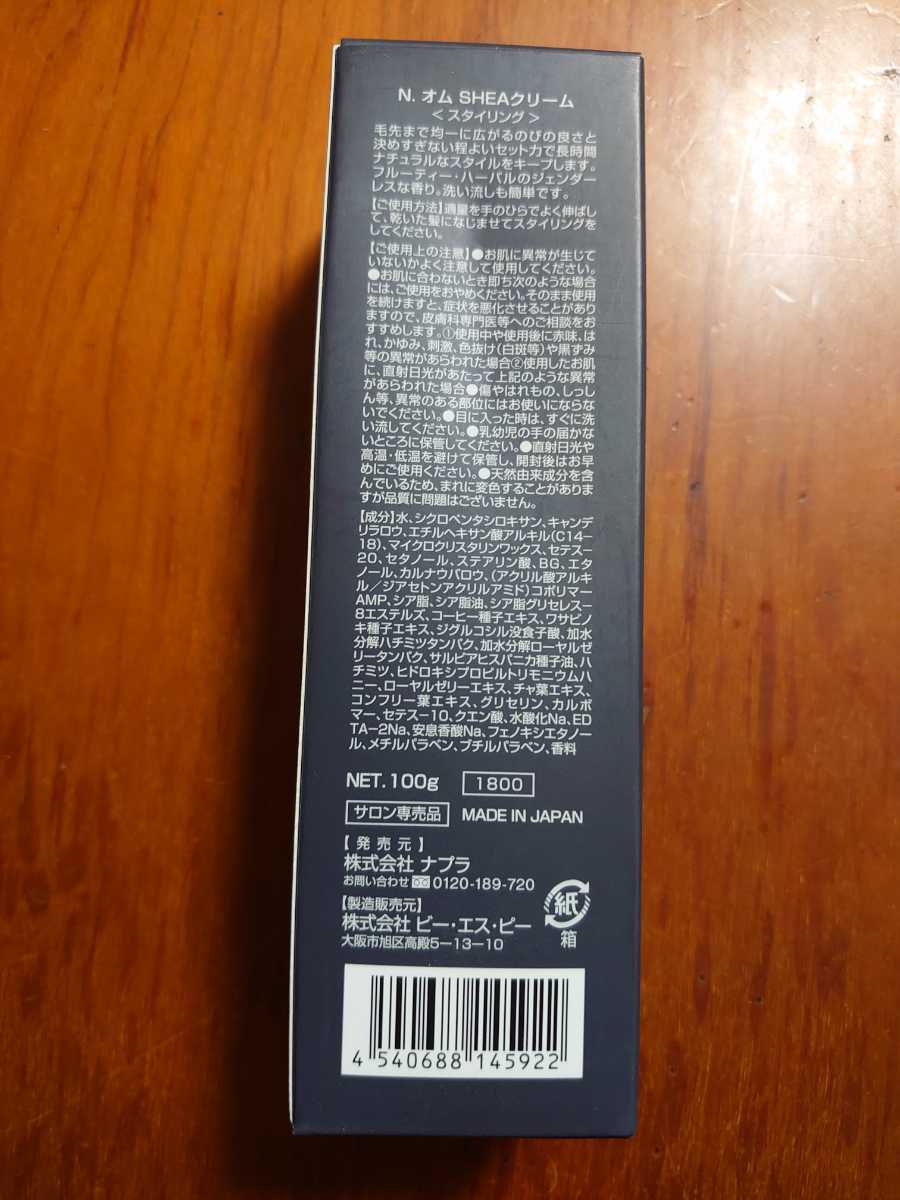 N. オム SHEAクリーム
＜スタイリング＞
毛先まで均一に広がるのびの良さと
決めすぎない程よいセット力で長時間
ナチュラルなスタイルをキープします。
フルーティー・ハーバルのジェンダー
レスな香り。洗い流しも簡単です。
【ご使用方法】適量を手のひらでよく伸ばし
て、乾いた髪になじませてスタイリングを
してください。
【ご使用上の注意】●お肌に異常が生じて
いないかよく注意して使用してください。
●お肌に合わないとき即ち次のような場合
には、ご使用をおやめください。そのまま使用
を続けますと、症状を悪化させることがあり
ますので、皮膚科専門医等へのご相談をお
すすめします。①使用中や使用後に赤味、は
れ、かゆみ、刺激、色抜け(白斑等)や黒ずみ
等の異常があらわれた場合②使用したお肌
に、直射日光があたって上記のような異常
があらわれた場合●傷やはれもの、しっし
ん等、異常のある部位にはお使いにならな
いでください。●目に入った時は、すぐに洗
い流してください。●乳幼児の手の届かな
いところに保管してください。●直射日光や
高温・低温を避けて保管し、開封後はお早
めにご使用ください。●天然由来成分を含
んでいるため、まれに変色することがありま
すが品質に問題はございません。
【成分】水、シクロペンタシロキサン、キャンデ
リラロウ、エチルヘキサン酸アルキル(C14-
18)、マイクロクリスタリンワックス、セテス-
20、セタノール、ステアリン酸、BG、エタ
ノール、カルナウバロウ、(アクリル酸アルキ
ル／ジアセトンアクリルアミド)コポリマー
AMP、シア脂、シア脂油、シア脂グリセレス-
8エステルズ、コーヒー種子エキス、ワサビノ
キ種子エキス、ジグルコシル没食子酸、加水
分解ハチミツタンパク、加水分解ローヤルゼ
リータンパク、サルビアヒスパニカ種子油、ハ
チミツ、ヒドロキシプロピルトリモニウムハ
ニー、ローヤルゼリーエキス、チャ葉エキス、
コンフリー葉エキス、グリセリン、カルボ
マー、セテス-10、クエン酸、水酸化Na、ED
TA-2Na、安息香酸Na、フェノキシエタノー
ル、メチルパラベン、ブチルパラベン、香料
NET.100g 1800
サロン専売品 MADE IN JAPAN
【発売元】
株式会社 ナプラ
お問い合わせ 0120-189-720
【製造販売元】
株式会社 ビー・エス・ピー
大阪市旭区高殿5-13-10
紙
箱
4 540688 145922